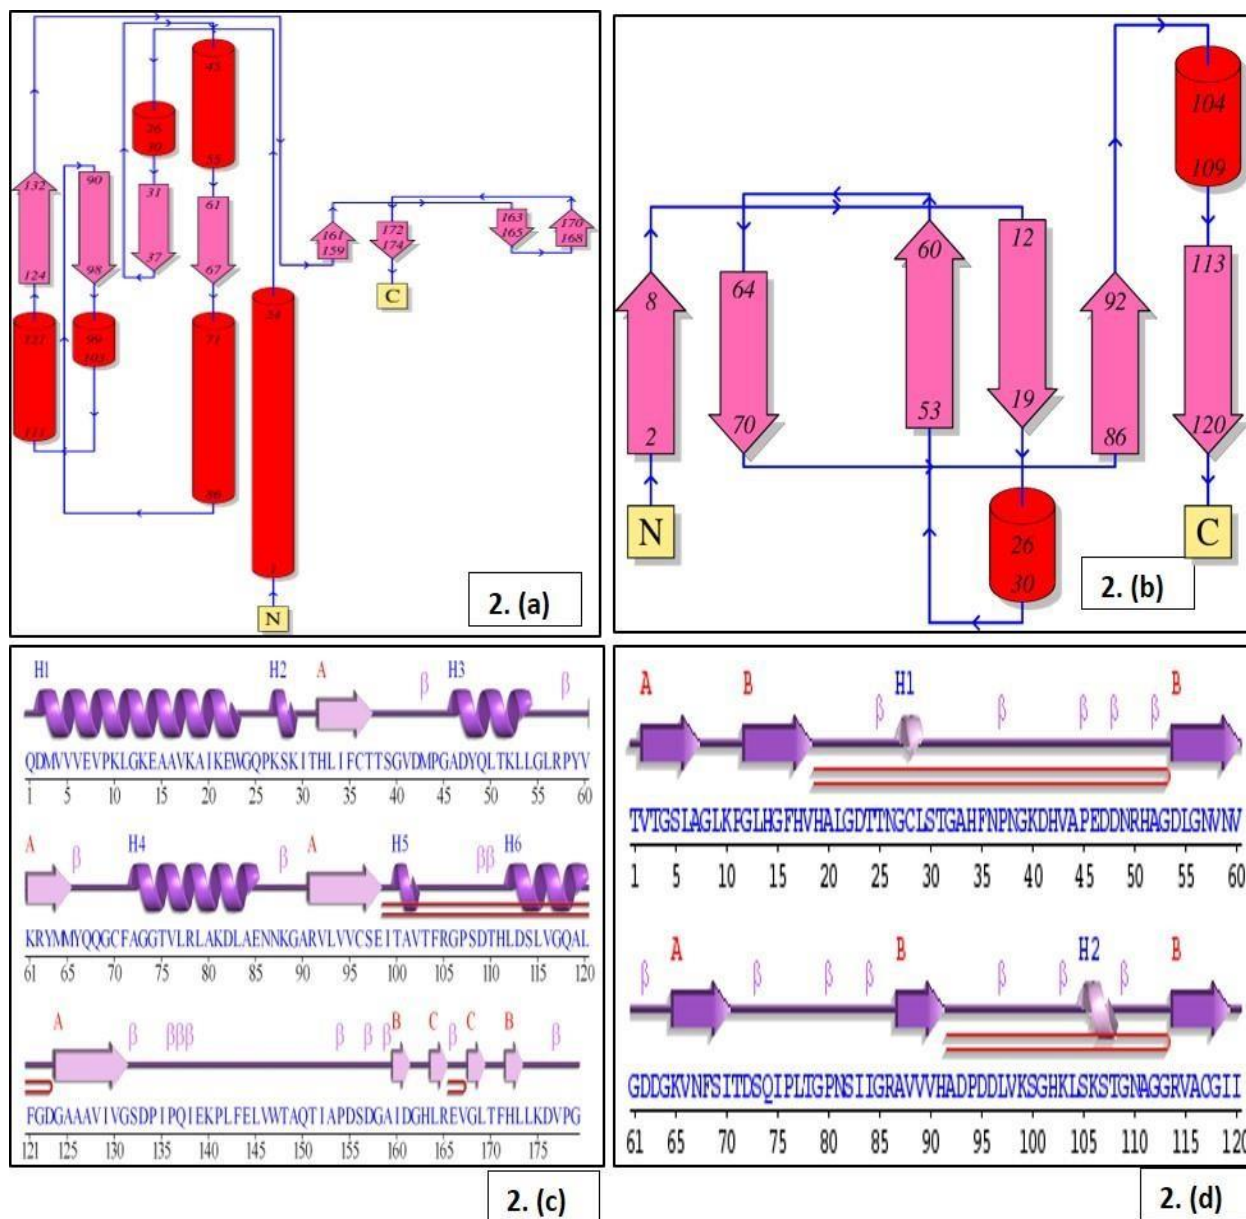 45
26
30
55
132
90
31
61
161
159
163
165
170
168
172
174
124
98
37
67
C
121
99
103
71
24
111
86
1
N
2. (a)
104
109
8
64
60
12
92
113
2
70
53
19
86
120
N
26
30
C
2. (b)
H1 H2 A β H3 β
QDMVVVEVPKLGKEAAVKAIKEWGQPKSKITHLIFCTTSGVDMPGADYQLTKLLGLRPYV
1 5 10 15 20 25 30 35 40 45 50 55 60
A β H4 β A H5 ββ H6
KRYMMYQQGCFAGGTVLRLAKDLAENNKGARVLVVCSEITAVTFRGPSDTHLDSLVGQAL
61 65 70 75 80 85 90 95 100 105 110 115 120
A β βββ β β β B C β C B β
FGDGAAAVIVGSDPIPQIEKPLFELVWTAQTIAPDSDGAIDGHLREVGLTFHLLKDVPG
121 125 130 135 140 145 150 155 160 165 170 175
2. (c)
A B β H1 β β β β B
TVTGSLAGLKPGLHGFHVHALGDTTNGCLSTGAHFNPNGKDHVAPEDDNRHAGDLGNVNV
1 5 10 15 20 25 30 35 40 45 50 55 60
β A β β β B β β H2 β B
GDDGKVNFSITDSQIPLTGPNSIIGRAVVVHADPDDLVKSGHKLSKSTGNAGGRVACGII
61 65 70 75 80 85 90 95 100 105 110 115 120
2. (d)